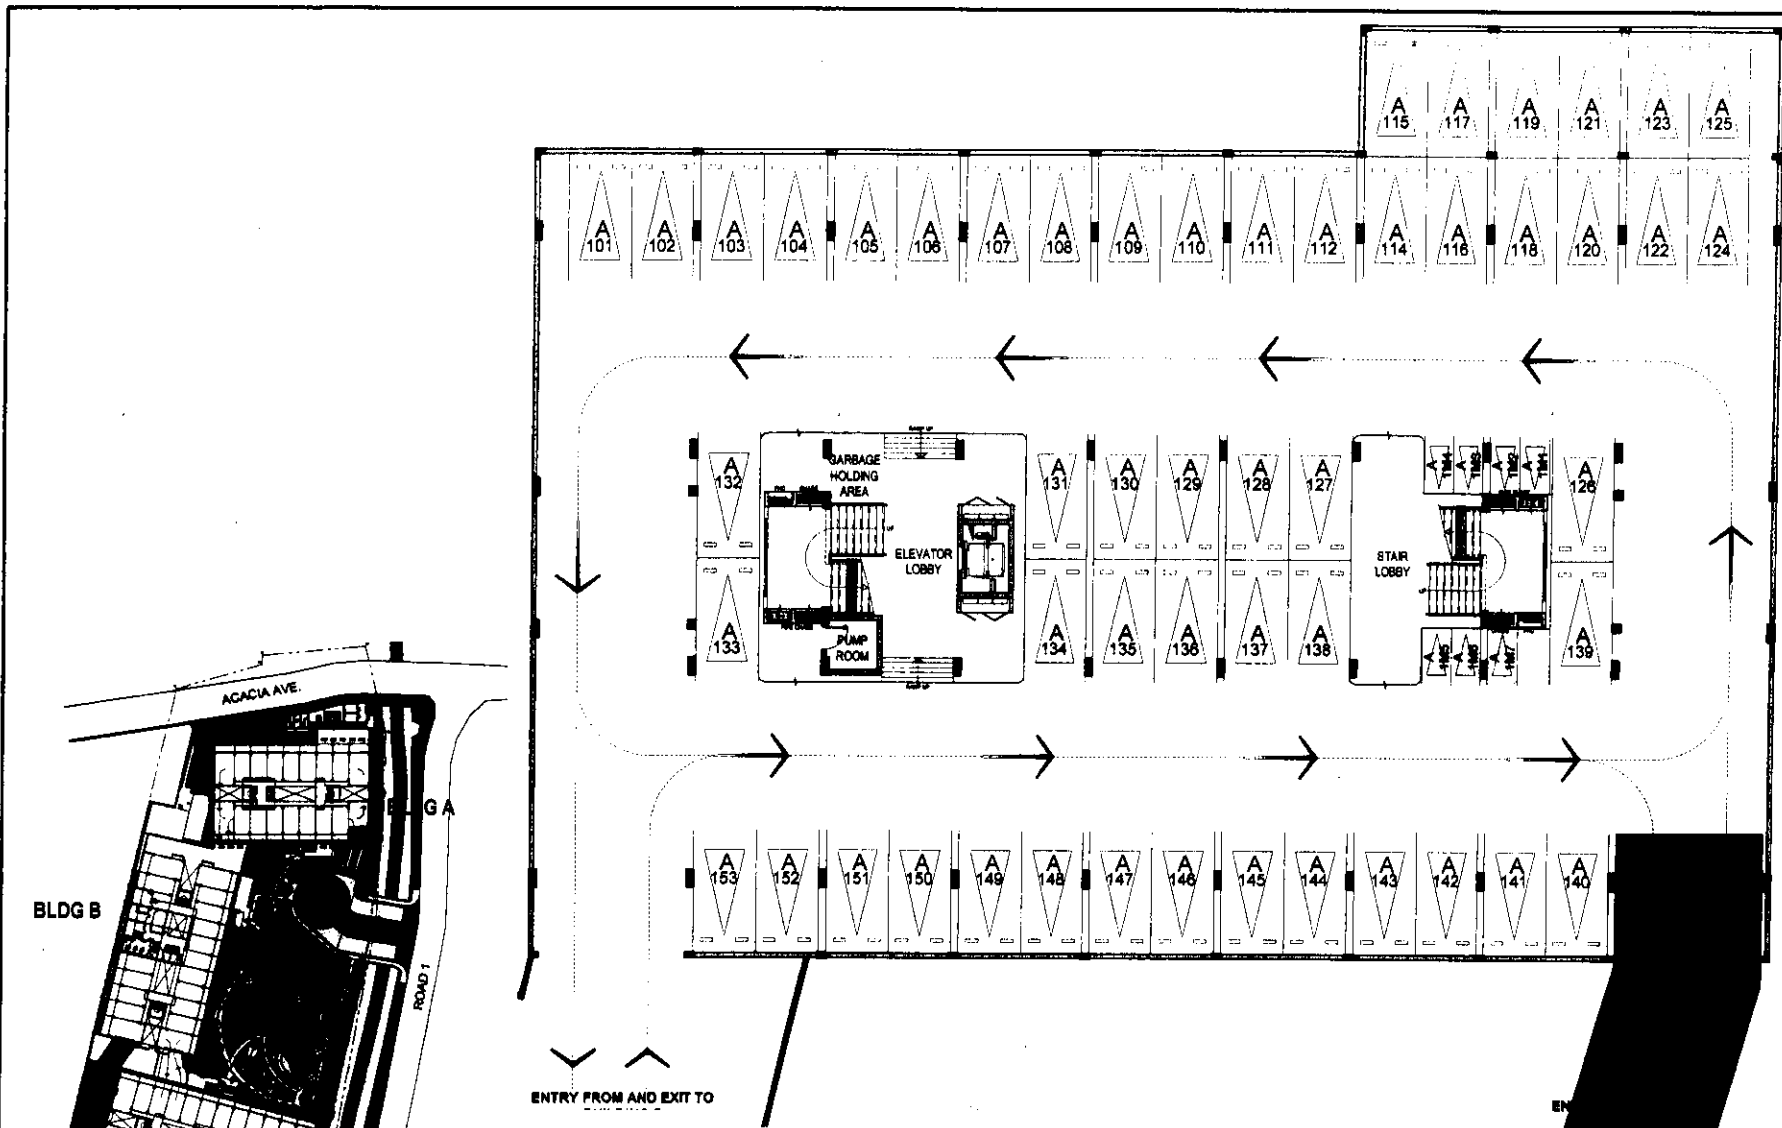 A 115
A 117
A 119
A 121
A 123
A 125
A 101
A 102
A 103
A 104
A 105
A 106
A 107
A 108
A 109
A 110
A 111
A 112
A 114
A 116
A 118
A 120
A 122
A 124
A 132
GARBAGE
HOLDING
AREA
A 131
A 130
A 129
A 128
A 127
A 126
ELEVATOR
LOBBY
STAIR
LOBBY
A 133
PUMP
ROOM
A 134
A 135
A 136
A 137
A 138
A 139
ACACIA AVE.
BLDG A
BLDG B
ROAD 1
A 153
A 152
A 151
A 150
A 149
A 148
A 147
A 146
A 145
A 144
A 143
A 142
A 141
A 140
ENTRY FROM AND EXIT TO
EN